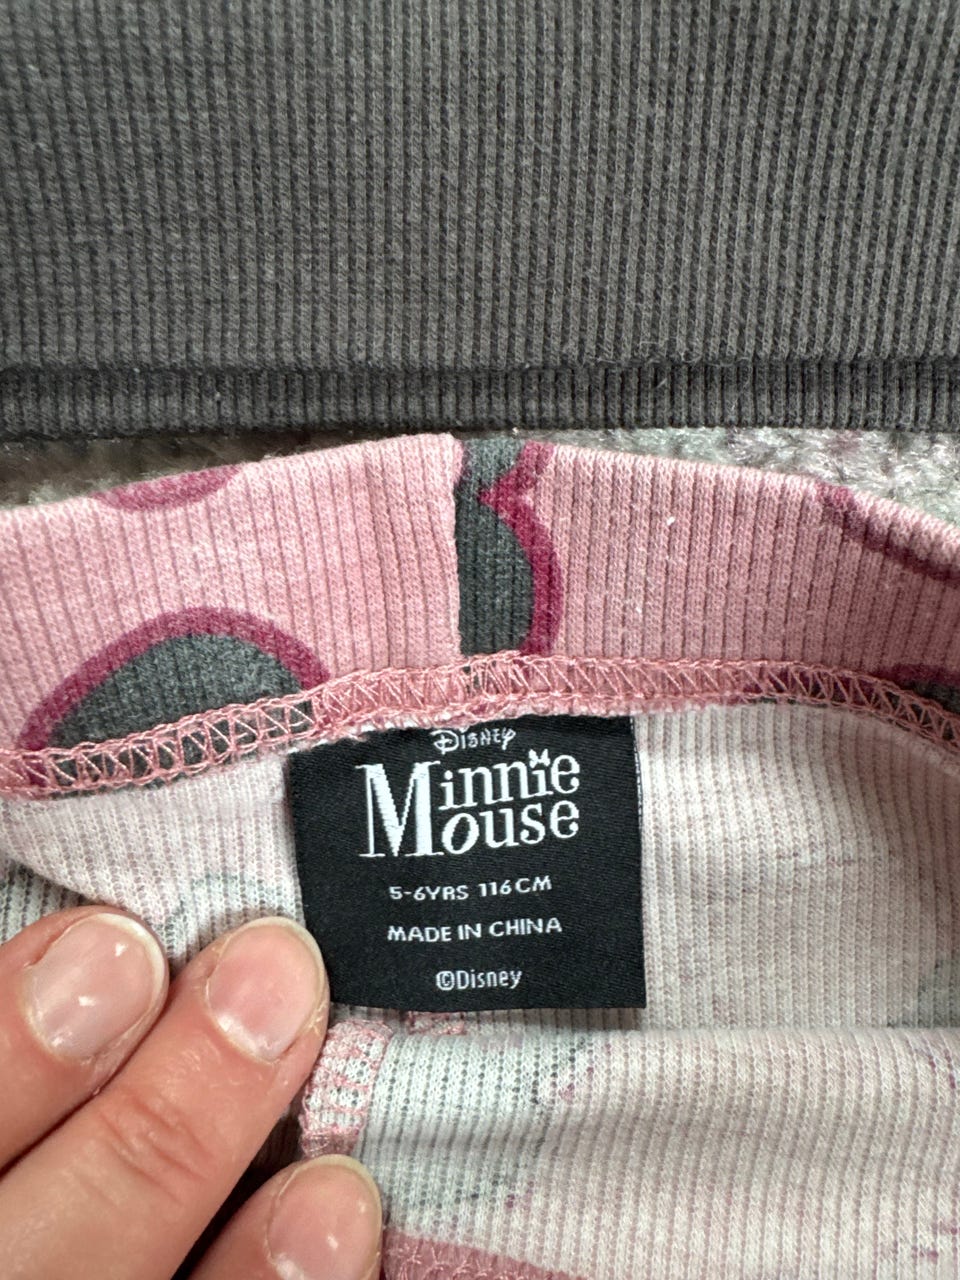 Disney
Minnie
Mouse
5-6YRS 116CM
MADE IN CHINA
©Disney